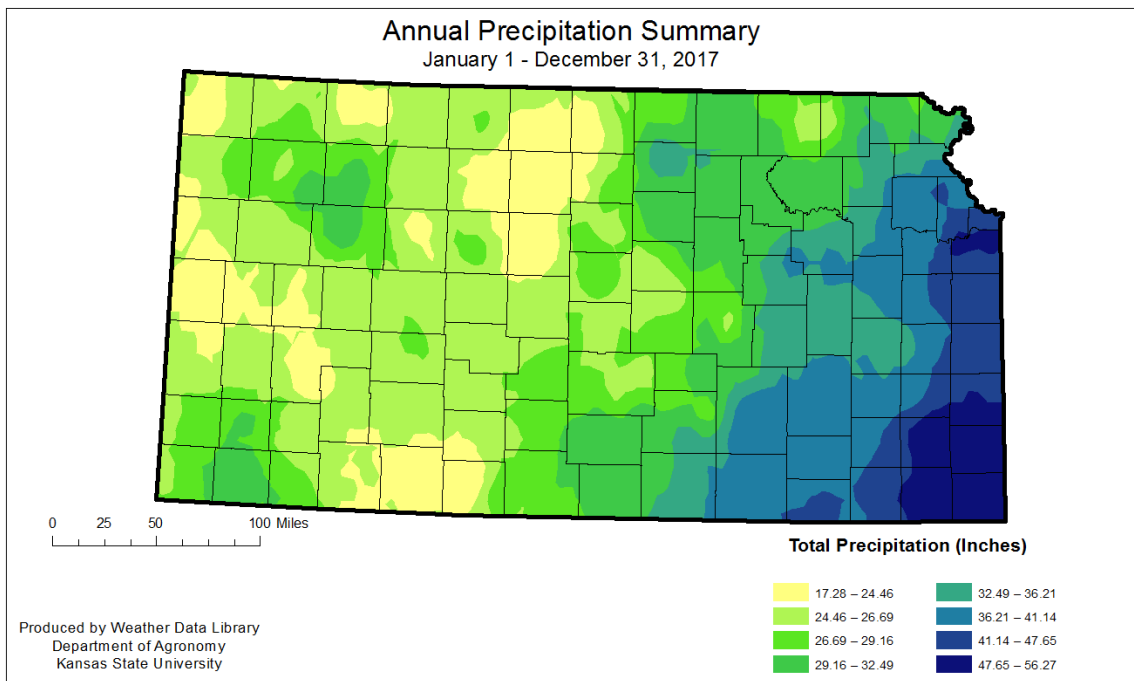 Annual Precipitation Summary
January 1 - December 31, 2017
0 25 50 100 Miles
Total Precipitation (Inches)
17.28 – 24.46
24.46 – 26.69
26.69 – 29.16
29.16 – 32.49
32.49 – 36.21
36.21 – 41.14
41.14 – 47.65
47.65 – 56.27
Produced by Weather Data Library
Department of Agronomy
Kansas State University